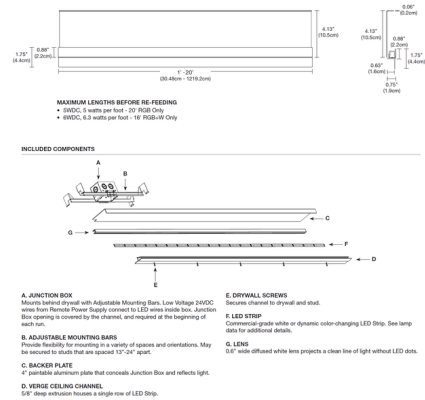 0.06"
(0.2cm)
4.13"
(10.5cm)
4.13"
(10.5cm)
0.88"
(2.2cm)
1.75"
(4.4cm)
0.88"
(2.2cm)
1.75"
(4.4cm)
0.63"
(1.6cm)
0.75"
(1.9cm)
1' -20'
(30.48cm - 1219.2cm)
MAXIMUM LENGTHS BEFORE RE-FEEDING
• 5WDC, 5 watts per foot - 20' RGB Only
• 6WDC, 6.3 watts per foot - 16' RGB+W Only
INCLUDED COMPONENTS
A
B
C
G
F
D
E
A. JUNCTION BOX
Mounts behind drywall with Adjustable Mounting Bars. Low Voltage 24VDC
wires from Remote Power Supply connect to LED wires inside box. Junction
Box opening is covered by the channel, and required at the beginning of
each run.
B. ADJUSTABLE MOUNTING BARS
Provide flexibility for mounting in a variety of spaces and orientations. May
be secured to studs that are spaced 13"-24" apart.
C. BACKER PLATE
4" paintable aluminum plate that conceals Junction Box and reflects light.
D. VERGE CEILING CHANNEL
5/8" deep extrusion houses a single row of LED Strip.
E. DRYWALL SCREWS
Secures channel to drywall and stud.
F. LED STRIP
Commercial-grade white or dynamic color-changing LED Strip. See lamp
data for additional details.
G. LENS
0.6" wide diffused white lens projects a clean line of light without LED dots.